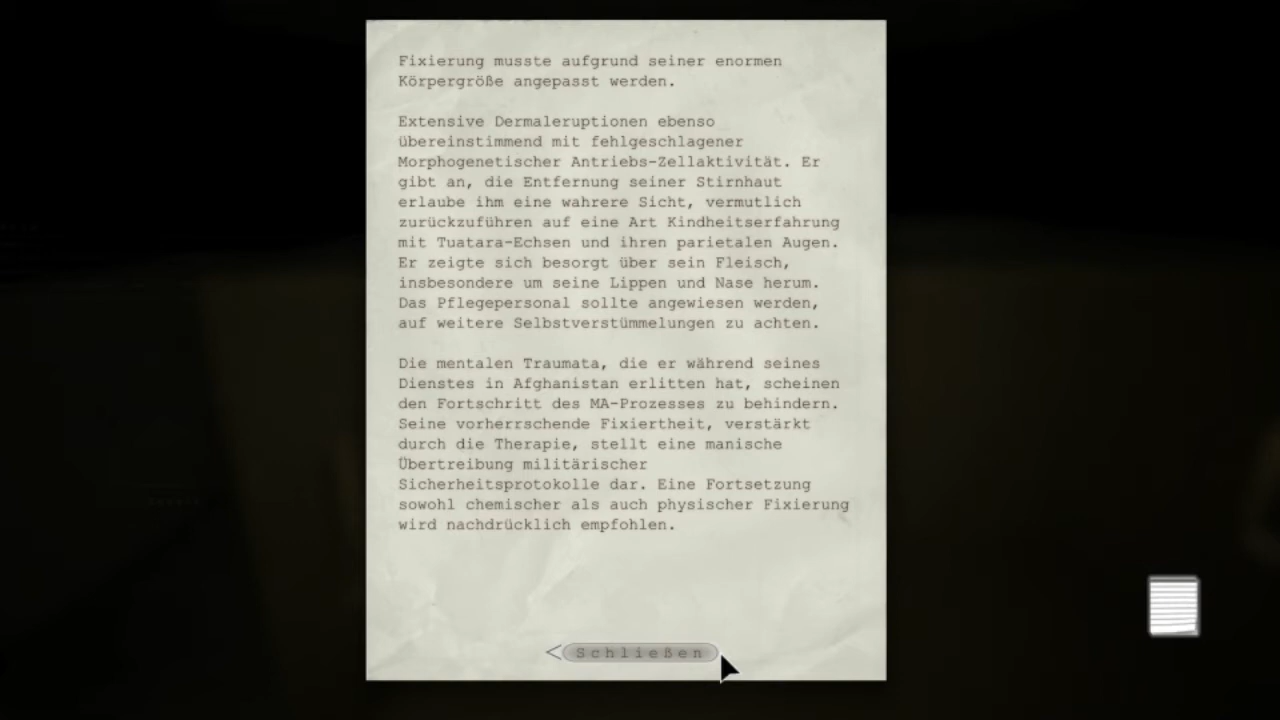 Fixierung musste aufgrund seiner enormen
Körpergröße angepasst werden.
Extensive Dermaleruptionen ebenso
übereinstimmend mit fehlgeschlagener
Morphogenetischer Antriebs-Zellaktivität. Er
gibt an, die Entfernung seiner Stirnhaut
erlaube ihm eine wahrere Sicht, vermutlich
zurückzuführen auf eine Art Kindheitserfahrung
mit Tuatara-Echsen und ihren parietalen Augen.
Er zeigte sich besorgt über sein Fleisch,
insbesondere um seine Lippen und Nase herum.
Das Pflegepersonal sollte angewiesen werden,
auf weitere Selbstverstümmelungen zu achten.
Die mentalen Traumata, die er während seines
Dienstes in Afghanistan erlitten hat, scheinen
den Fortschritt des MA-Prozesses zu behindern.
Seine vorherrschende Fixiertheit, verstärkt
durch die Therapie, stellt eine manische
Übertreibung militärischer
Sicherheitsprotokolle dar. Eine Fortsetzung
sowohl chemischer als auch physischer Fixierung
wird nachdrücklich empfohlen.
< Schließen